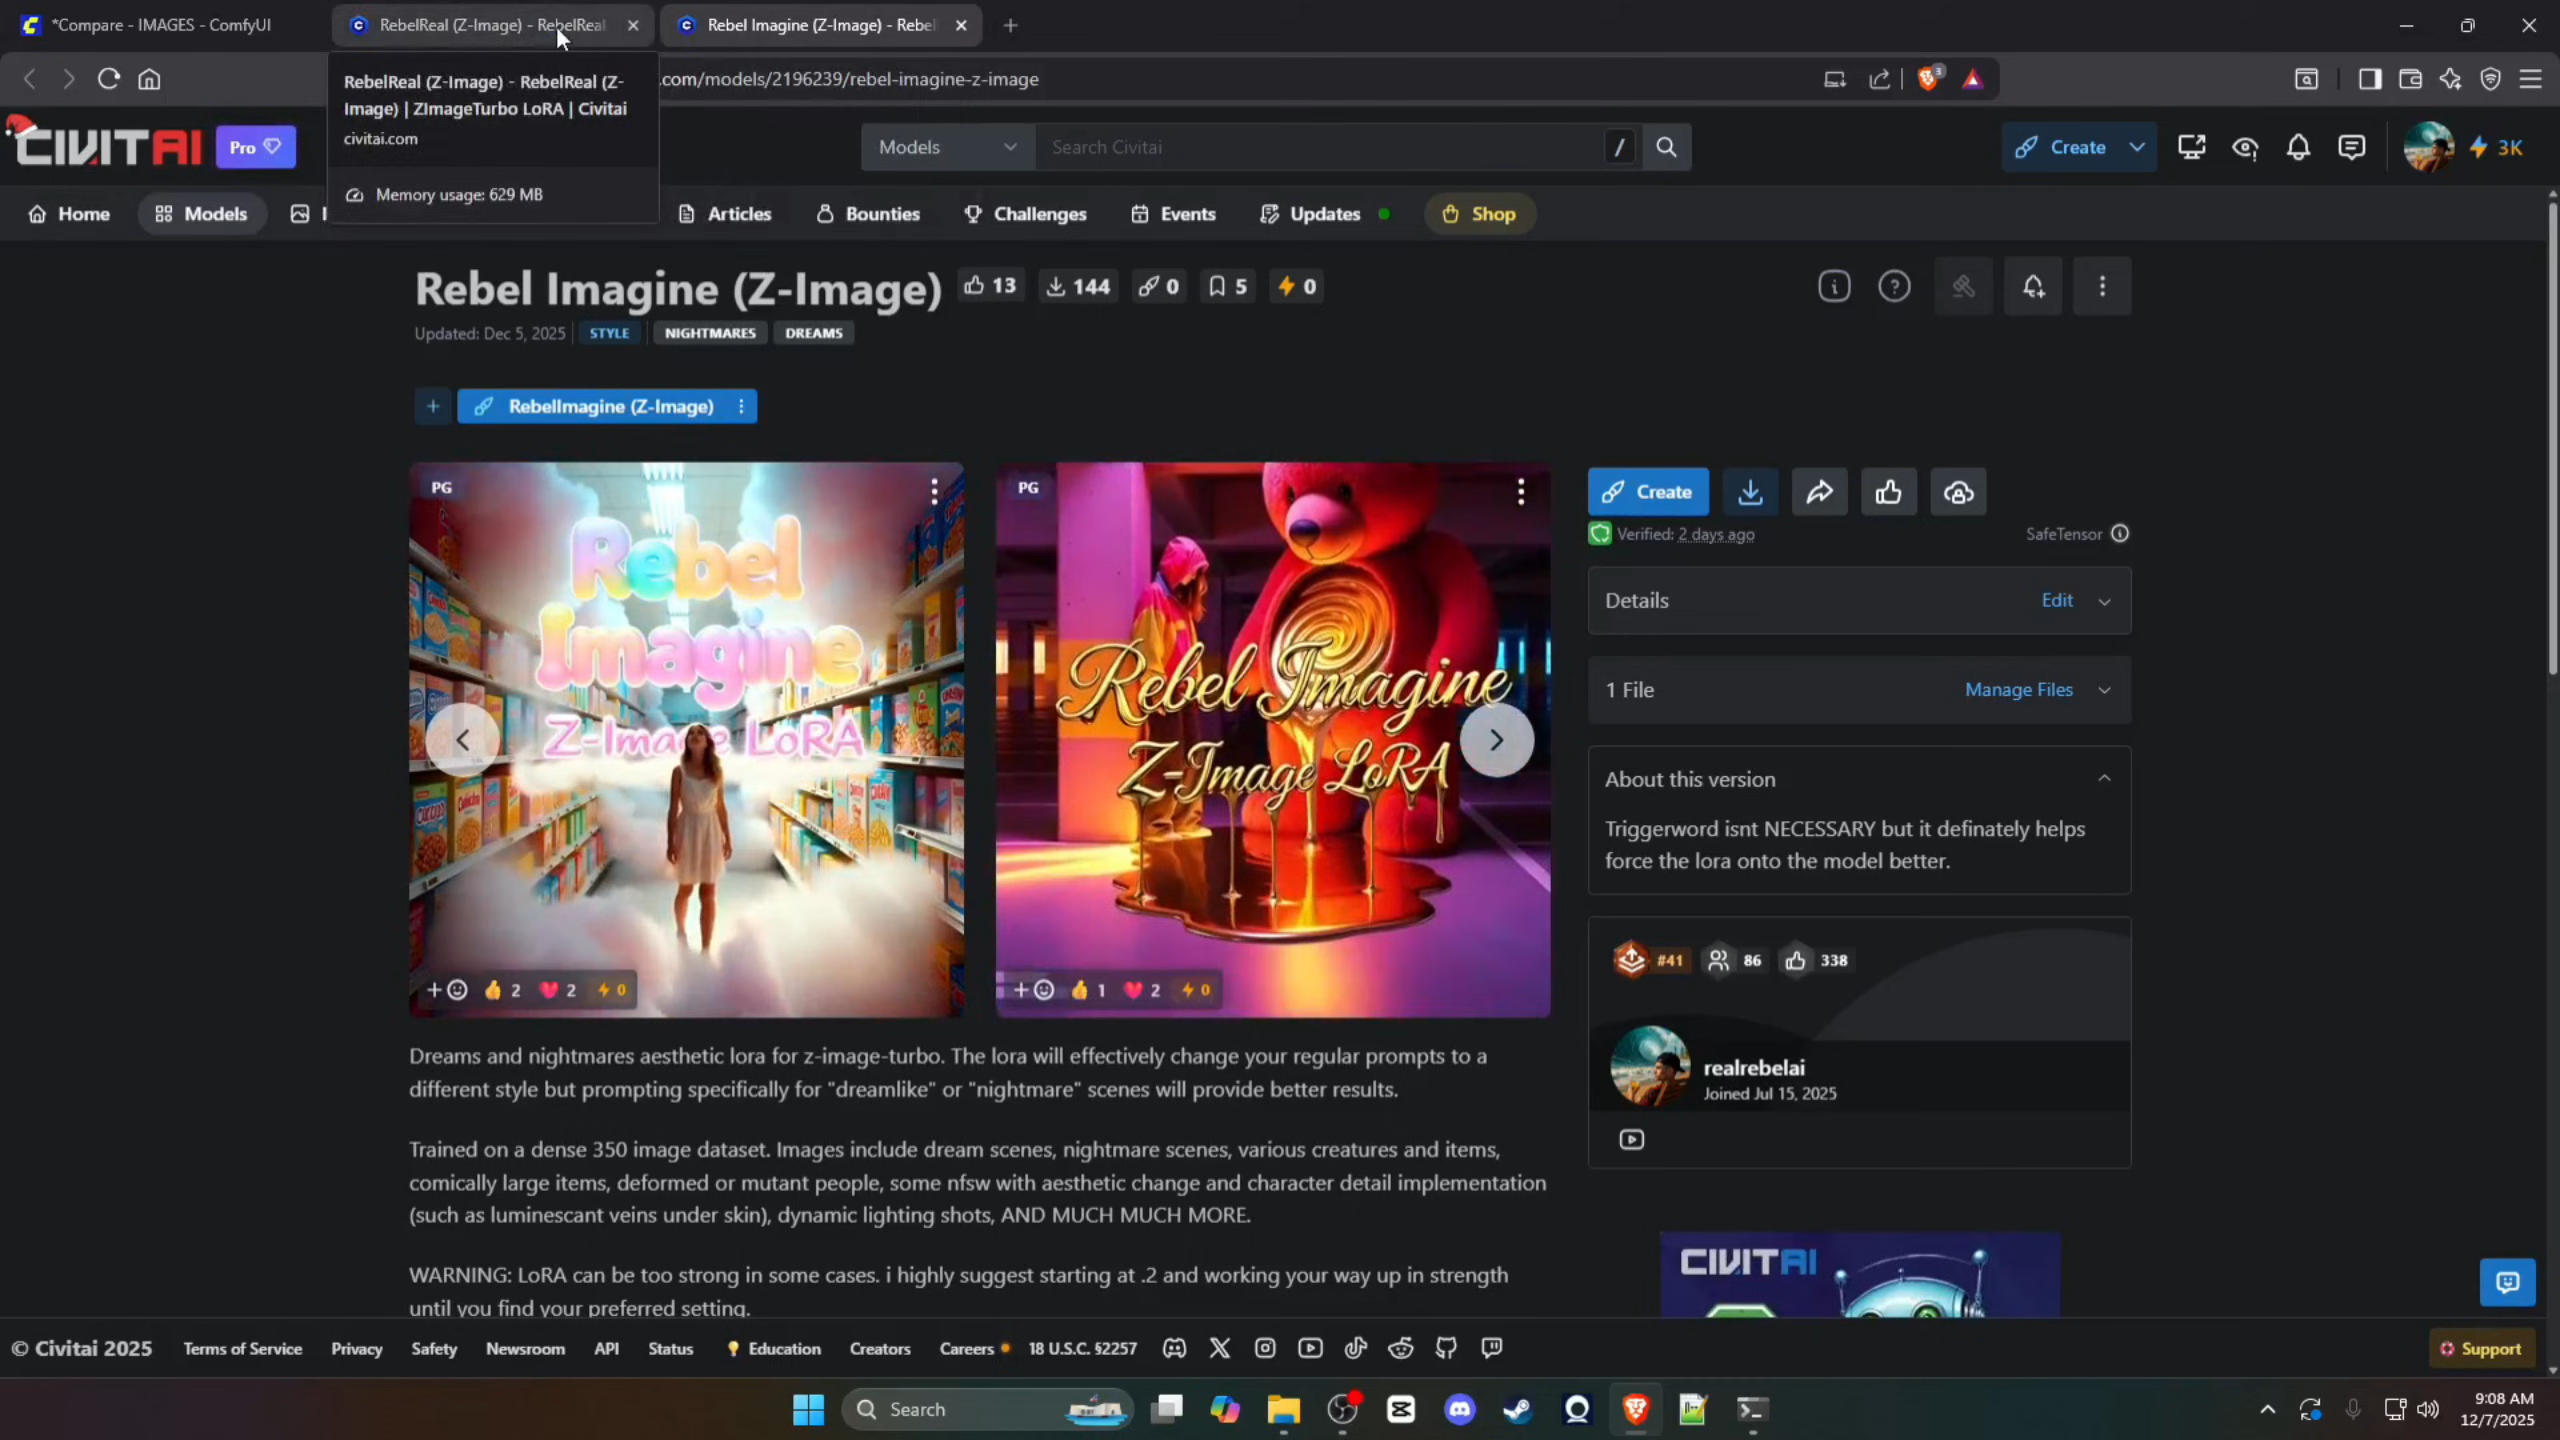 *Compare - IMAGES - ComfyUI
RebelReal (Z-Image) - RebelReal
Rebel Imagine (Z-Image) - Rebel
RebelReal (Z-Image) - RebelReal (Z-
Image) | ZImageTurbo LoRA | Civitai
civitai.com
Memory usage: 629 MB
.com/models/2196239/rebel-imagine-z-image
3
CIVITAI
Pro
Models
Search Civitai
/
Create
3K
Home
Models
Articles
Bounties
Challenges
Events
Updates
Shop
Rebel Imagine (Z-Image)
13
144
0
5
0
Updated: Dec 5, 2025
STYLE
NIGHTMARES
DREAMS
+
RebelImagine (Z-Image)
PG
Rebel
Imagine
Z-Image LoRA
+ 2 2 0
PG
Rebel Imagine
Z-Image LoRA
+ 1 2 0
Create
Verified: 2 days ago
SafeTensor
Details
Edit
1 File
Manage Files
About this version
Triggerword isnt NECESSARY but it definately helps
force the lora onto the model better.
#41
86
338
realrebelai
Joined Jul 15, 2025
CIVITAI
Dreams and nightmares aesthetic lora for z-image-turbo. The lora will effectively change your regular prompts to a
different style but prompting specifically for "dreamlike" or "nightmare" scenes will provide better results.
Trained on a dense 350 image dataset. Images include dream scenes, nightmare scenes, various creatures and items,
comically large items, deformed or mutant people, some nfsw with aesthetic change and character detail implementation
(such as luminescant veins under skin), dynamic lighting shots, AND MUCH MUCH MORE.
WARNING: LoRA can be too strong in some cases. i highly suggest starting at .2 and working your way up in strength
until you find your preferred setting.
© Civitai 2025
Terms of Service
Privacy
Safety
Newsroom
API
Status
Education
Creators
Careers
18 U.S.C. §2257
Support
Search
9:08 AM
12/7/2025